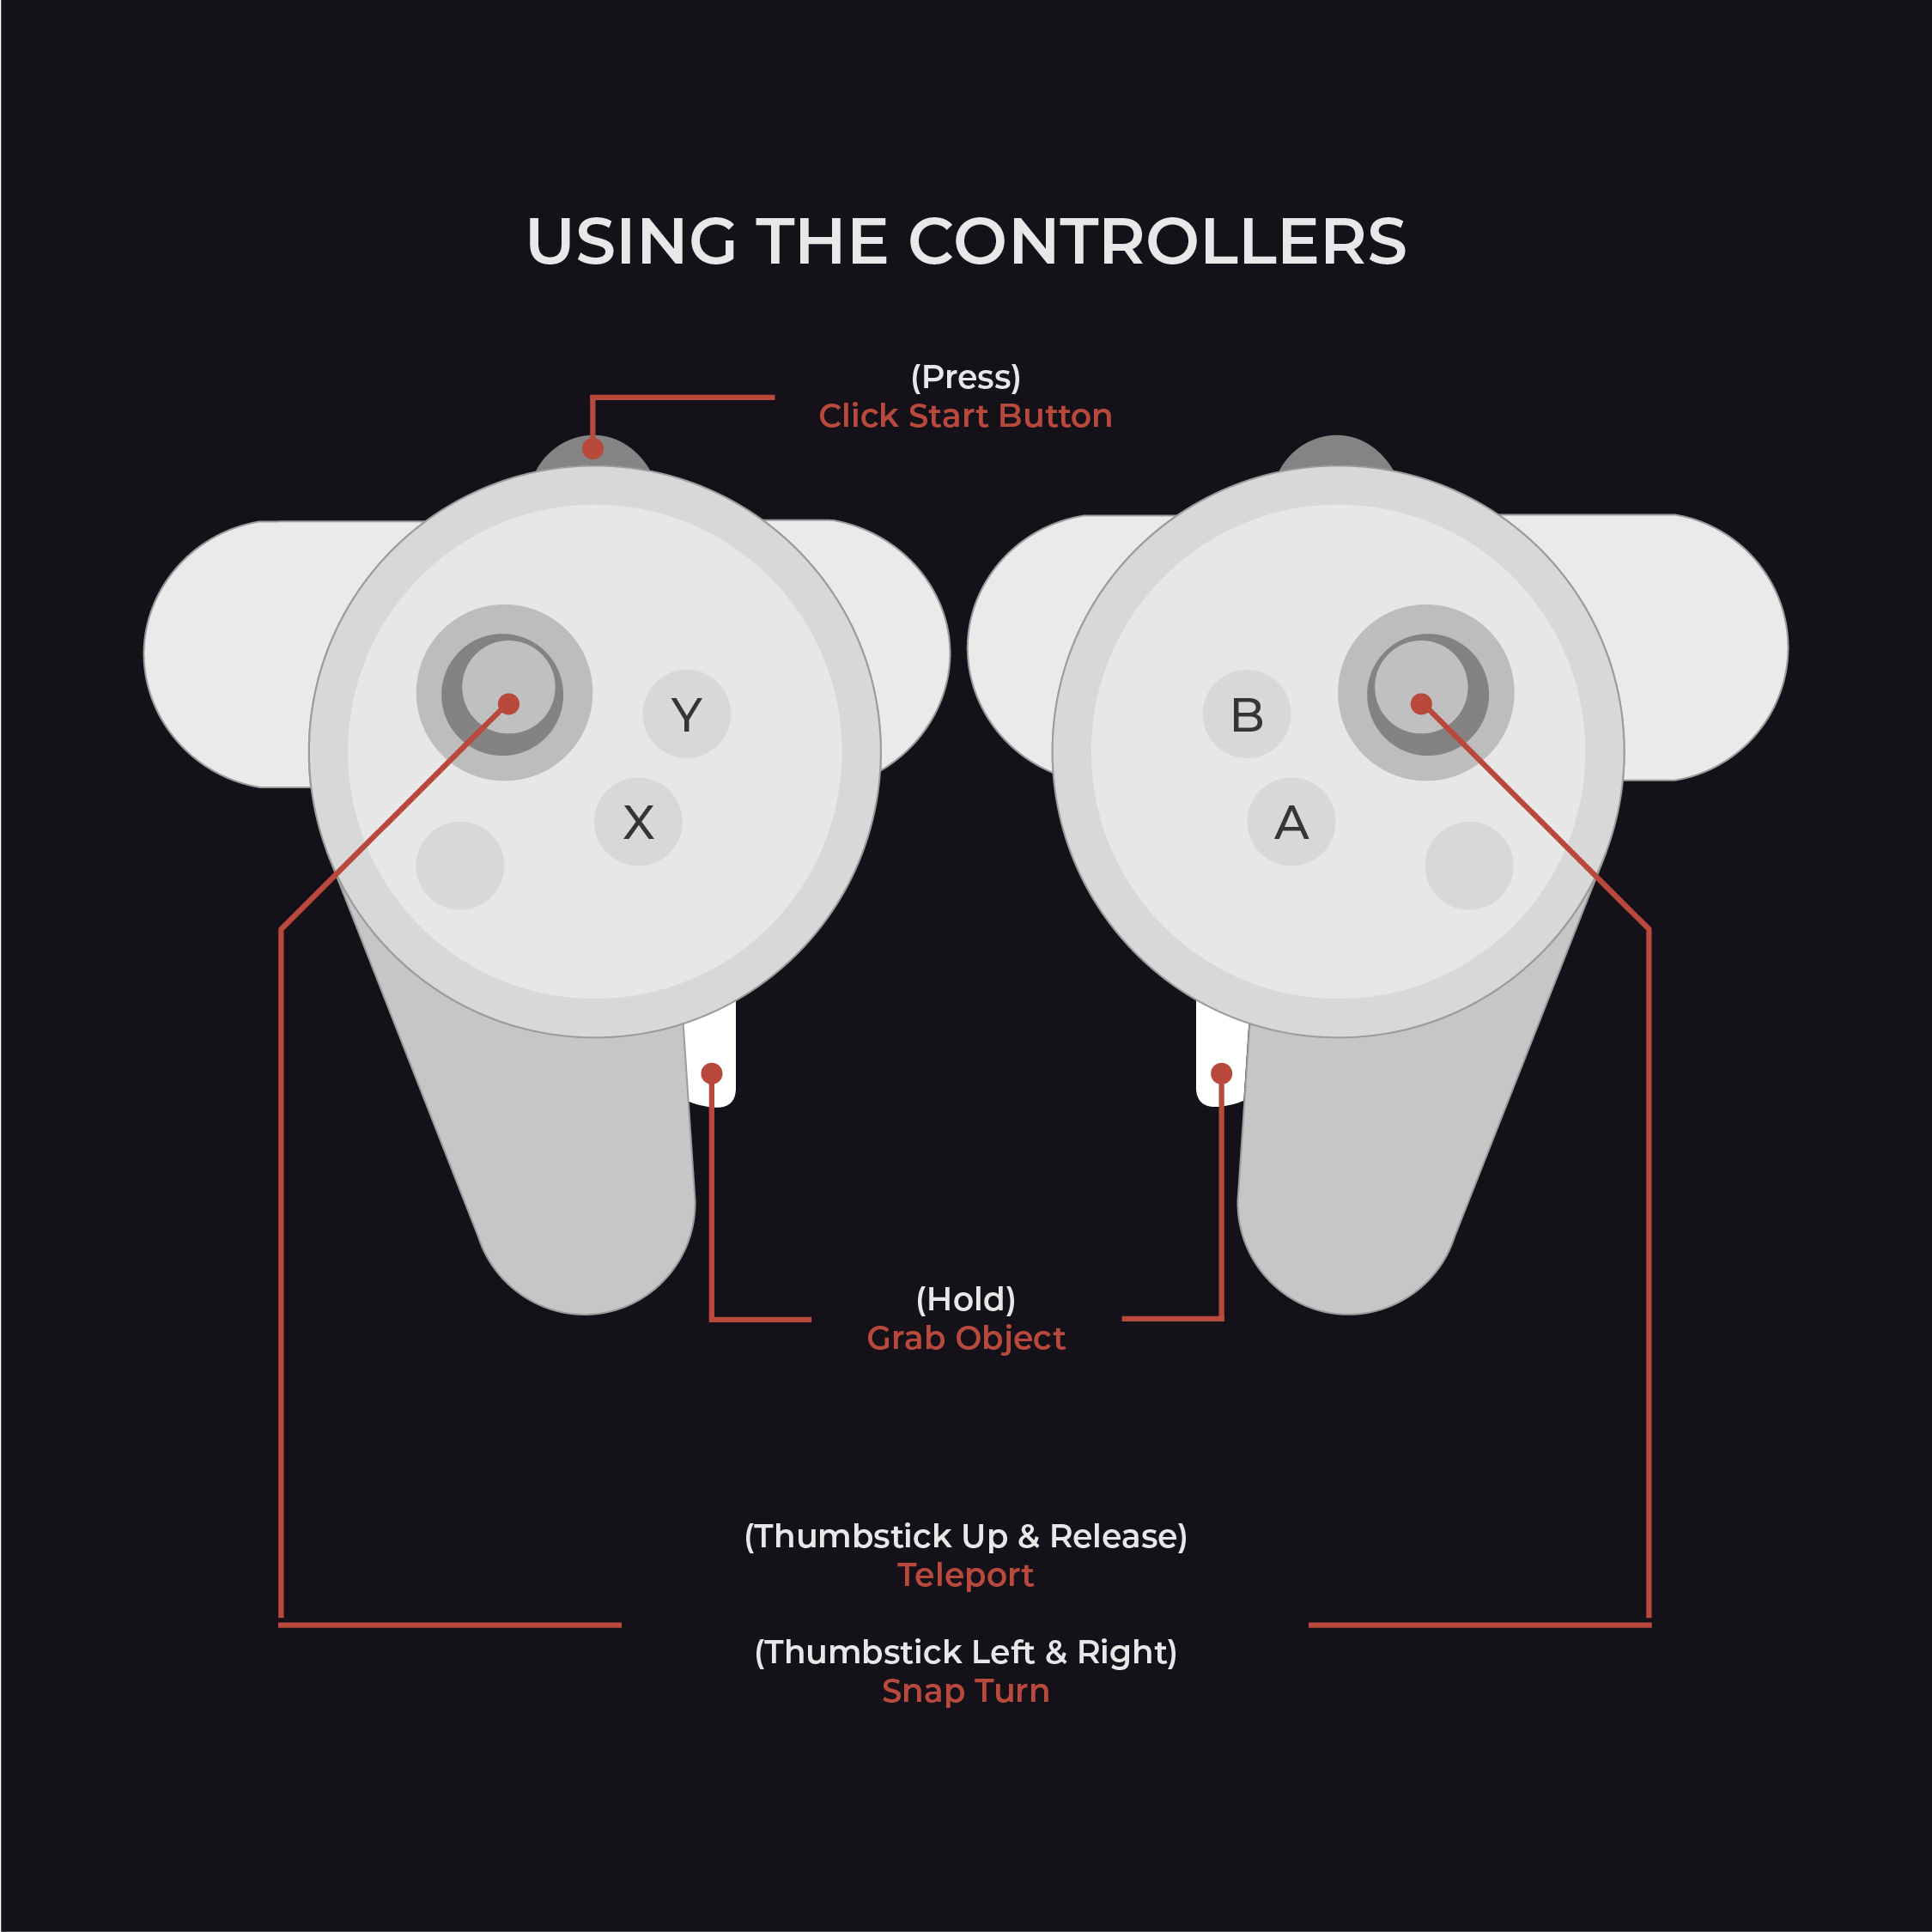 USING THE CONTROLLERS
(Press)
Click Start Button
Y
B
X
A
(Hold)
Grab Object
(Thumbstick Up & Release)
Teleport
(Thumbstick Left & Right)
Snap Turn